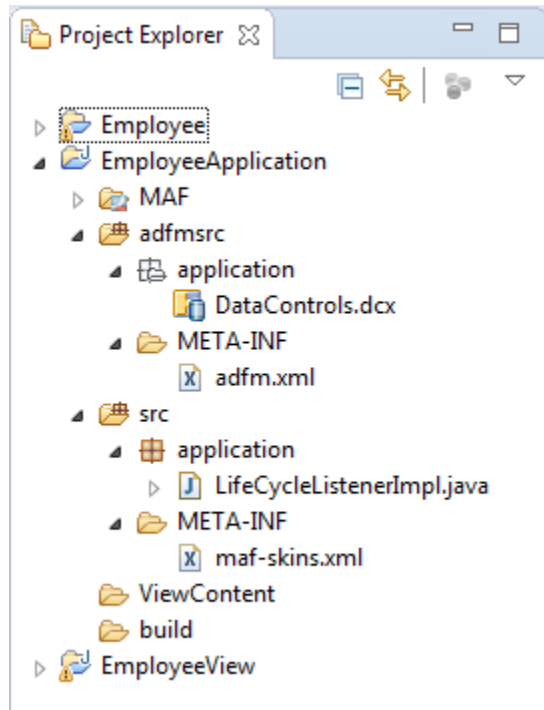 Project Explorer
Employee
EmployeeApplication
MAF
adfmsrc
application
DataControls.dcx
META-INF
adfm.xml
src
application
LifeCycleListenerImpl.java
META-INF
maf-skins.xml
ViewContent
build
EmployeeView